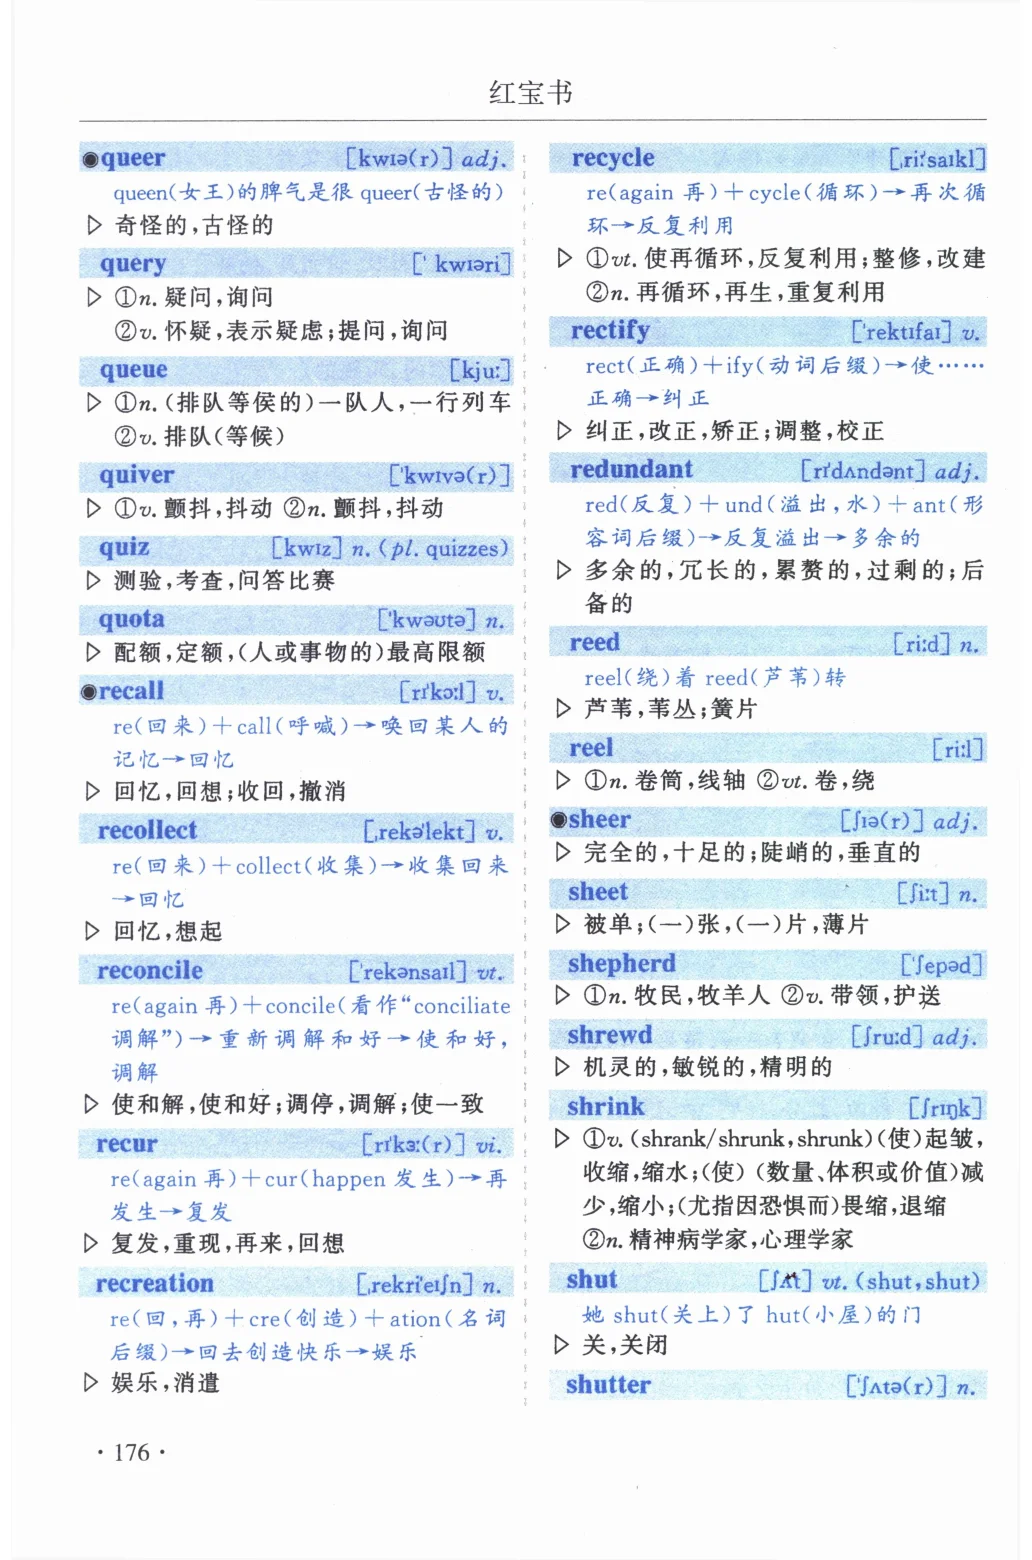 红宝书
●queer [kwɪə(r)] adj.
queen(女王)的脾气是很 queer(古怪的)
▷ 奇怪的,古怪的
query [ˈkwɪəri]
▷ ①n. 疑问,询问
②v. 怀疑,表示疑虑;提问,询问
queue [kjuː]
▷ ①n. (排队等侯的)一队人,一行列车
②v. 排队(等候)
quiver [ˈkwɪvə(r)]
▷ ①v. 颤抖,抖动 ②n. 颤抖,抖动
quiz [kwɪz] n. (pl. quizzes)
▷ 测验,考查,问答比赛
quota [ˈkwəʊtə] n.
▷ 配额,定额,(人或事物的)最高限额
●recall [rɪˈkɔːl] v.
re(回来)+call(呼喊)→唤回某人的
记忆→回忆
▷ 回忆,回想;收回,撤消
recollect [ˌrekəˈlekt] v.
re(回来)+collect(收集)→收集回来
→回忆
▷ 回忆,想起
reconcile [ˈrekənsaɪl] vt.
re(again 再)+concile(看作“conciliate
调解”)→重新调解和好→使和好,
调解
▷ 使和解,使和好;调停,调解;使一致
recur [rɪˈkɜː(r)] vi.
re(again 再)+cur(happen 发生)→再
发生→复发
▷ 复发,重现,再来,回想
recreation [ˌrekriˈeɪʃn] n.
re(回,再)+cre(创造)+ation(名词
后缀)→回去创造快乐→娱乐
▷ 娱乐,消遣
recycle [ˌriːˈsaɪkl]
re(again 再)+cycle(循环)→再次循
环→反复利用
▷ ①vt. 使再循环,反复利用;整修,改建
②n. 再循环,再生,重复利用
rectify [ˈrektɪfaɪ] v.
rect(正确)+ify(动词后缀)→使……
正确→纠正
▷ 纠正,改正,矫正;调整,校正
redundant [rɪˈdʌndənt] adj.
red(反复)+und(溢出,水)+ant(形
容词后缀)→反复溢出→多余的
▷ 多余的,冗长的,累赘的,过剩的;后
备的
reed [riːd] n.
reel(绕)着 reed(芦苇)转
▷ 芦苇,苇丛;簧片
reel [riːl]
▷ ①n. 卷筒,线轴 ②vt. 卷,绕
●sheer [ʃɪə(r)] adj.
▷ 完全的,十足的;陡峭的,垂直的
sheet [ʃiːt] n.
▷ 被单;(一)张,(一)片,薄片
shepherd [ˈʃepəd]
▷ ①n. 牧民,牧羊人 ②v. 带领,护送
shrewd [ʃruːd] adj.
▷ 机灵的,敏锐的,精明的
shrink [ʃrɪŋk]
▷ ①v. (shrank/shrunk,shrunk)(使)起皱,
收缩,缩水;(使) (数量、体积或价值)减
少,缩小;(尤指因恐惧而)畏缩,退缩
②n. 精神病学家,心理学家
shut [ʃʌt] vt. (shut,shut)
她 shut(关上)了 hut(小屋)的门
▷ 关,关闭
shutter [ˈʃʌtə(r)] n.
· 176 ·